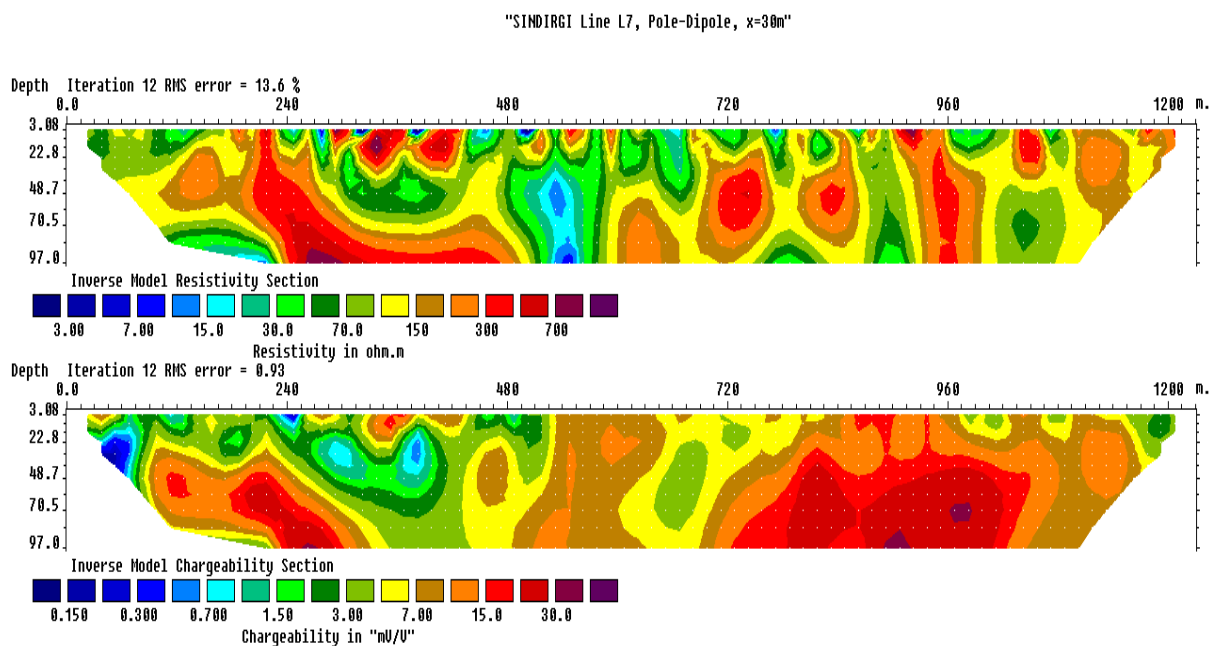 "SINDIRGI Line L7, Pole-Dipole, x=30m"
Depth Iteration 12 RMS error = 13.6 %
0.0 240 480 720 960 1200 m.
3.08
22.8
48.7
70.5
97.0
Inverse Model Resistivity Section
3.00 7.00 15.0 30.0 70.0 150 300 700
Resistivity in ohm.m
Depth Iteration 12 RMS error = 0.93
0.0 240 480 720 960 1200 m.
3.08
22.8
48.7
70.5
97.0
Inverse Model Chargeability Section
0.150 0.300 0.700 1.50 3.00 7.00 15.0 30.0
Chargeability in "mV/V"